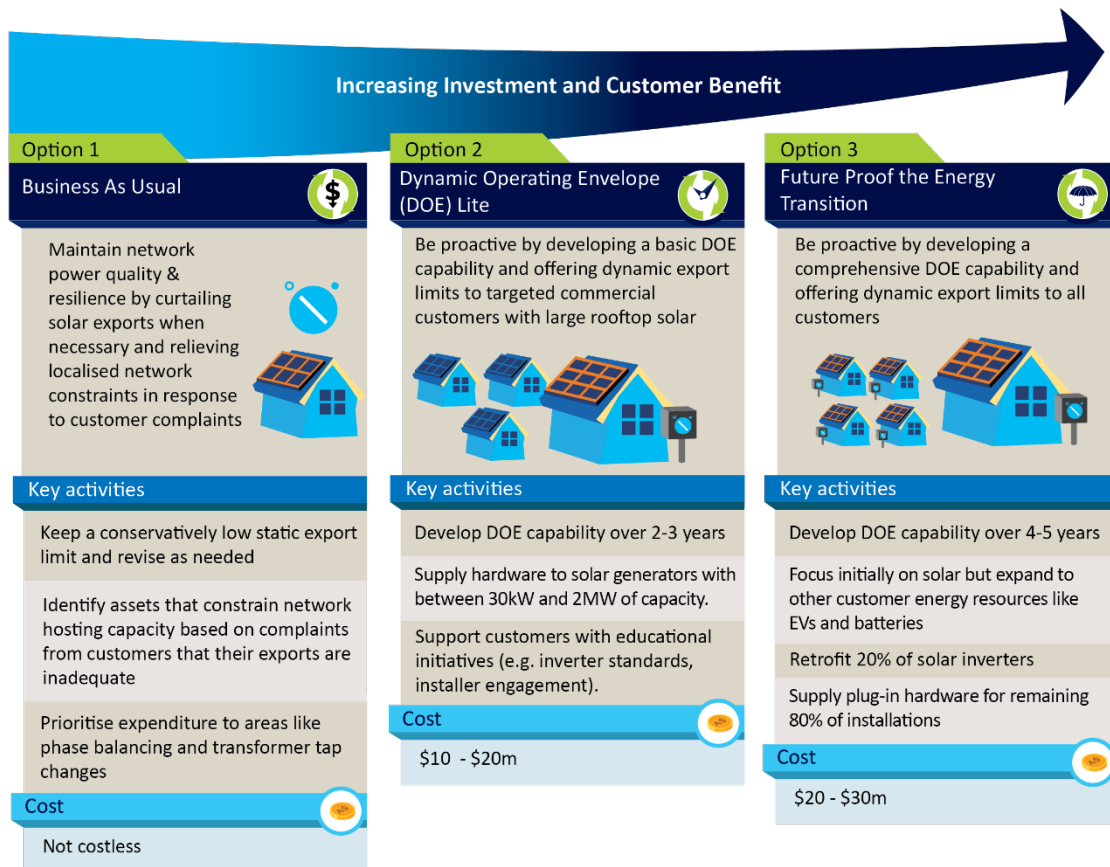 Increasing Investment and Customer Benefit
Option 1
Business As Usual
$
Maintain network
power quality &
resilience by curtailing
solar exports when
necessary and relieving
localised network
constraints in response
to customer complaints
Key activities
Keep a conservatively low static export
limit and revise as needed
Identify assets that constrain network
hosting capacity based on complaints
from customers that their exports are
inadequate
Prioritise expenditure to areas like
phase balancing and transformer tap
changes
Cost
Not costless
Option 2
Dynamic Operating Envelope
(DOE) Lite
Be proactive by developing a basic DOE
capability and offering dynamic export
limits to targeted commercial
customers with large rooftop solar
Key activities
Develop DOE capability over 2-3 years
Supply hardware to solar generators with
between 30kW and 2MW of capacity.
Support customers with educational
initiatives (e.g. inverter standards,
installer engagement).
Cost
$10 - $20m
Option 3
Future Proof the Energy
Transition
Be proactive by developing a
comprehensive DOE capability and
offering dynamic export limits to all
customers
Key activities
Develop DOE capability over 4-5 years
Focus initially on solar but expand to
other customer energy resources like
EVs and batteries
Retrofit 20% of solar inverters
Supply plug-in hardware for remaining
80% of installations
Cost
$20 - $30m